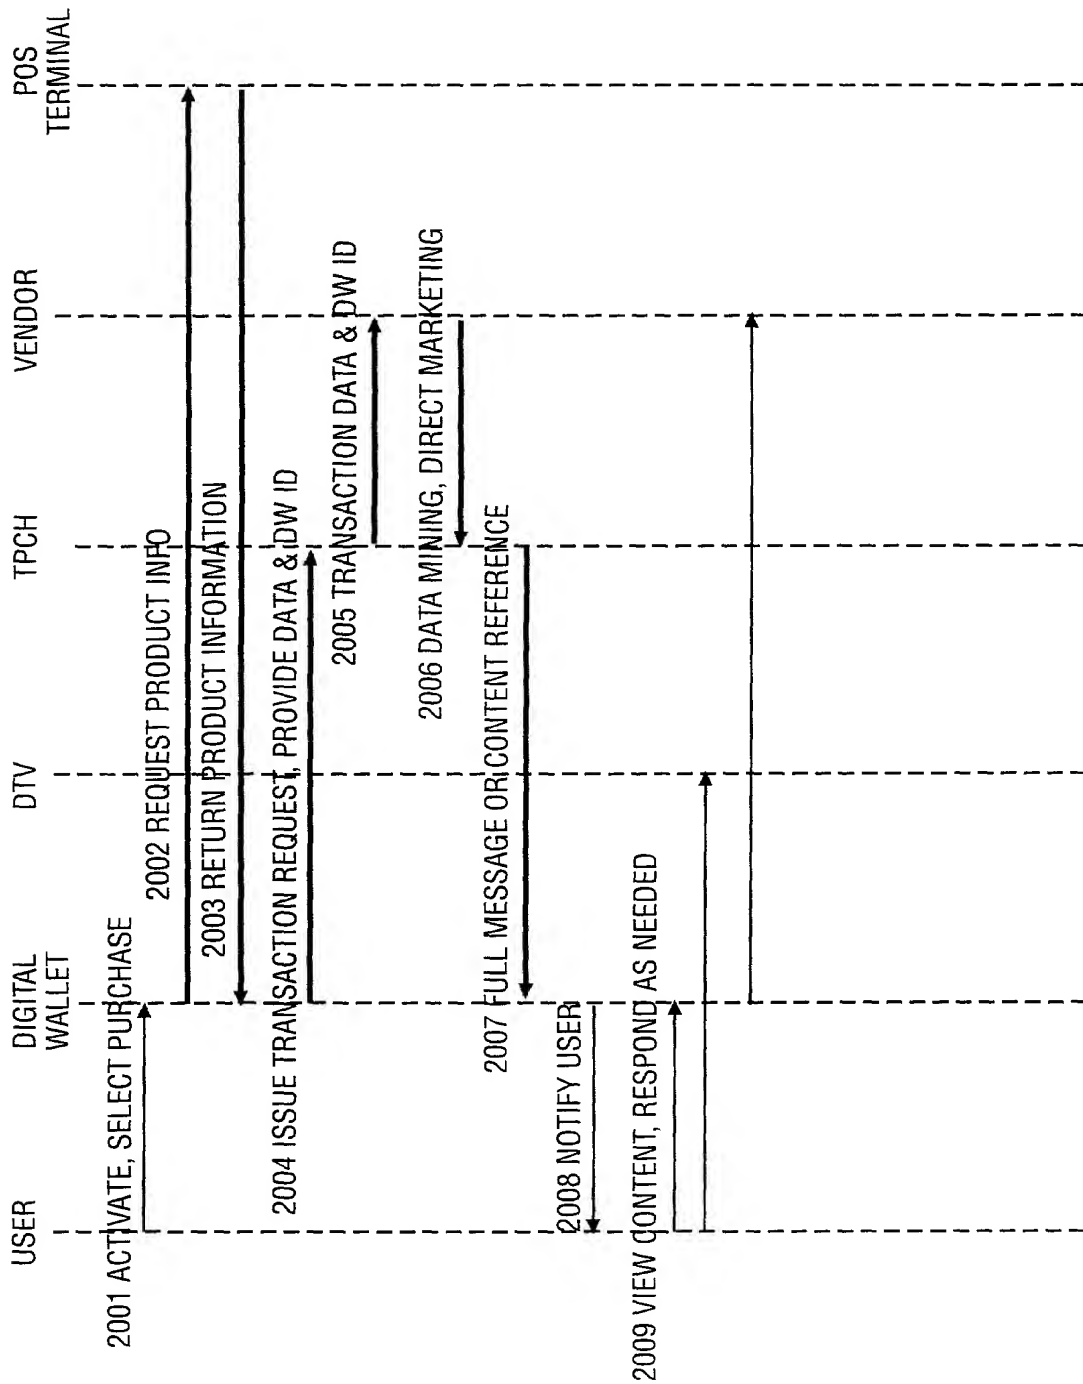 USER
DIGITAL
WALLET
DTV
TPCH
VENDOR
POS
TERMINAL
2001 ACTIVATE, SELECT PURCHASE
2002 REQUEST PRODUCT INFO
2003 RETURN PRODUCT INFORMATION
2004 ISSUE TRANSACTION REQUEST, PROVIDE DATA & DW ID
2005 TRANSACTION DATA & DW ID
2006 DATA MINING, DIRECT MARKETING
2007 FULL MESSAGE OR CONTENT REFERENCE
2008 NOTIFY USER
2009 VIEW CONTENT, RESPOND AS NEEDED